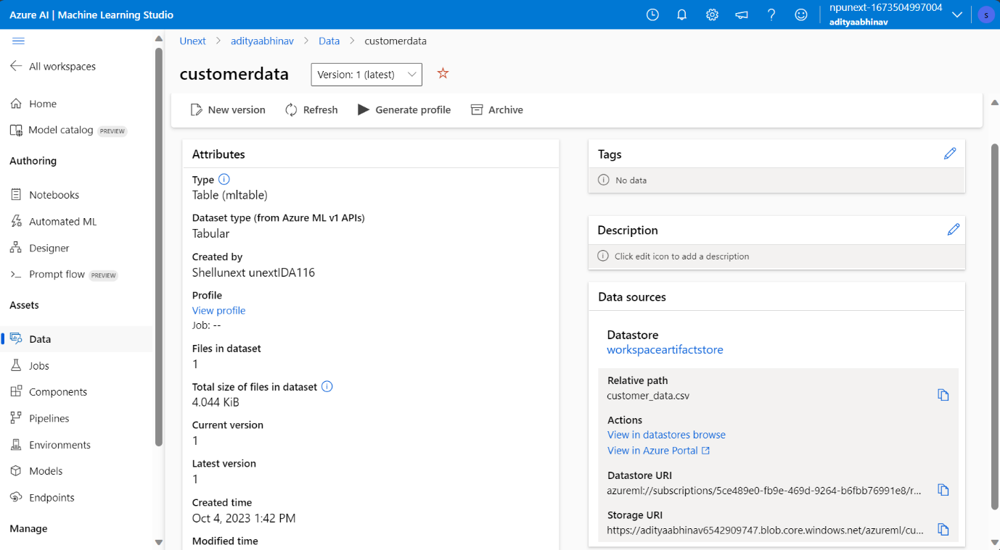 Azure AI | Machine Learning Studio
npunext-1673504997004
adityaabhinav
S
All workspaces
Home
Model catalog PREVIEW
Authoring
Notebooks
Automated ML
Designer
Prompt flow PREVIEW
Assets
Data
Jobs
Components
Pipelines
Environments
Models
Endpoints
Manage
Unext > adityaabhinav > Data > customerdata
customerdata
Version: 1 (latest)
New version
Refresh
Generate profile
Archive
Attributes
Type
Table (mltable)
Dataset type (from Azure ML v1 APIs)
Tabular
Created by
Shellunext unextIDA116
Profile
View profile
Job: --
Files in dataset
1
Total size of files in dataset
4.044 KiB
Current version
1
Latest version
1
Created time
Oct 4, 2023 1:42 PM
Modified time
Tags
No data
Description
Click edit icon to add a description
Data sources
Datastore
workspaceartifactstore
Relative path
customer_data.csv
Actions
View in datastores browse
View in Azure Portal
Datastore URI
azureml://subscriptions/5ce489e0-fb9e-469d-9264-b6fbb76991e8/r...
Storage URI
https://adityaabhinav6542909747.blob.core.windows.net/azureml/cu...